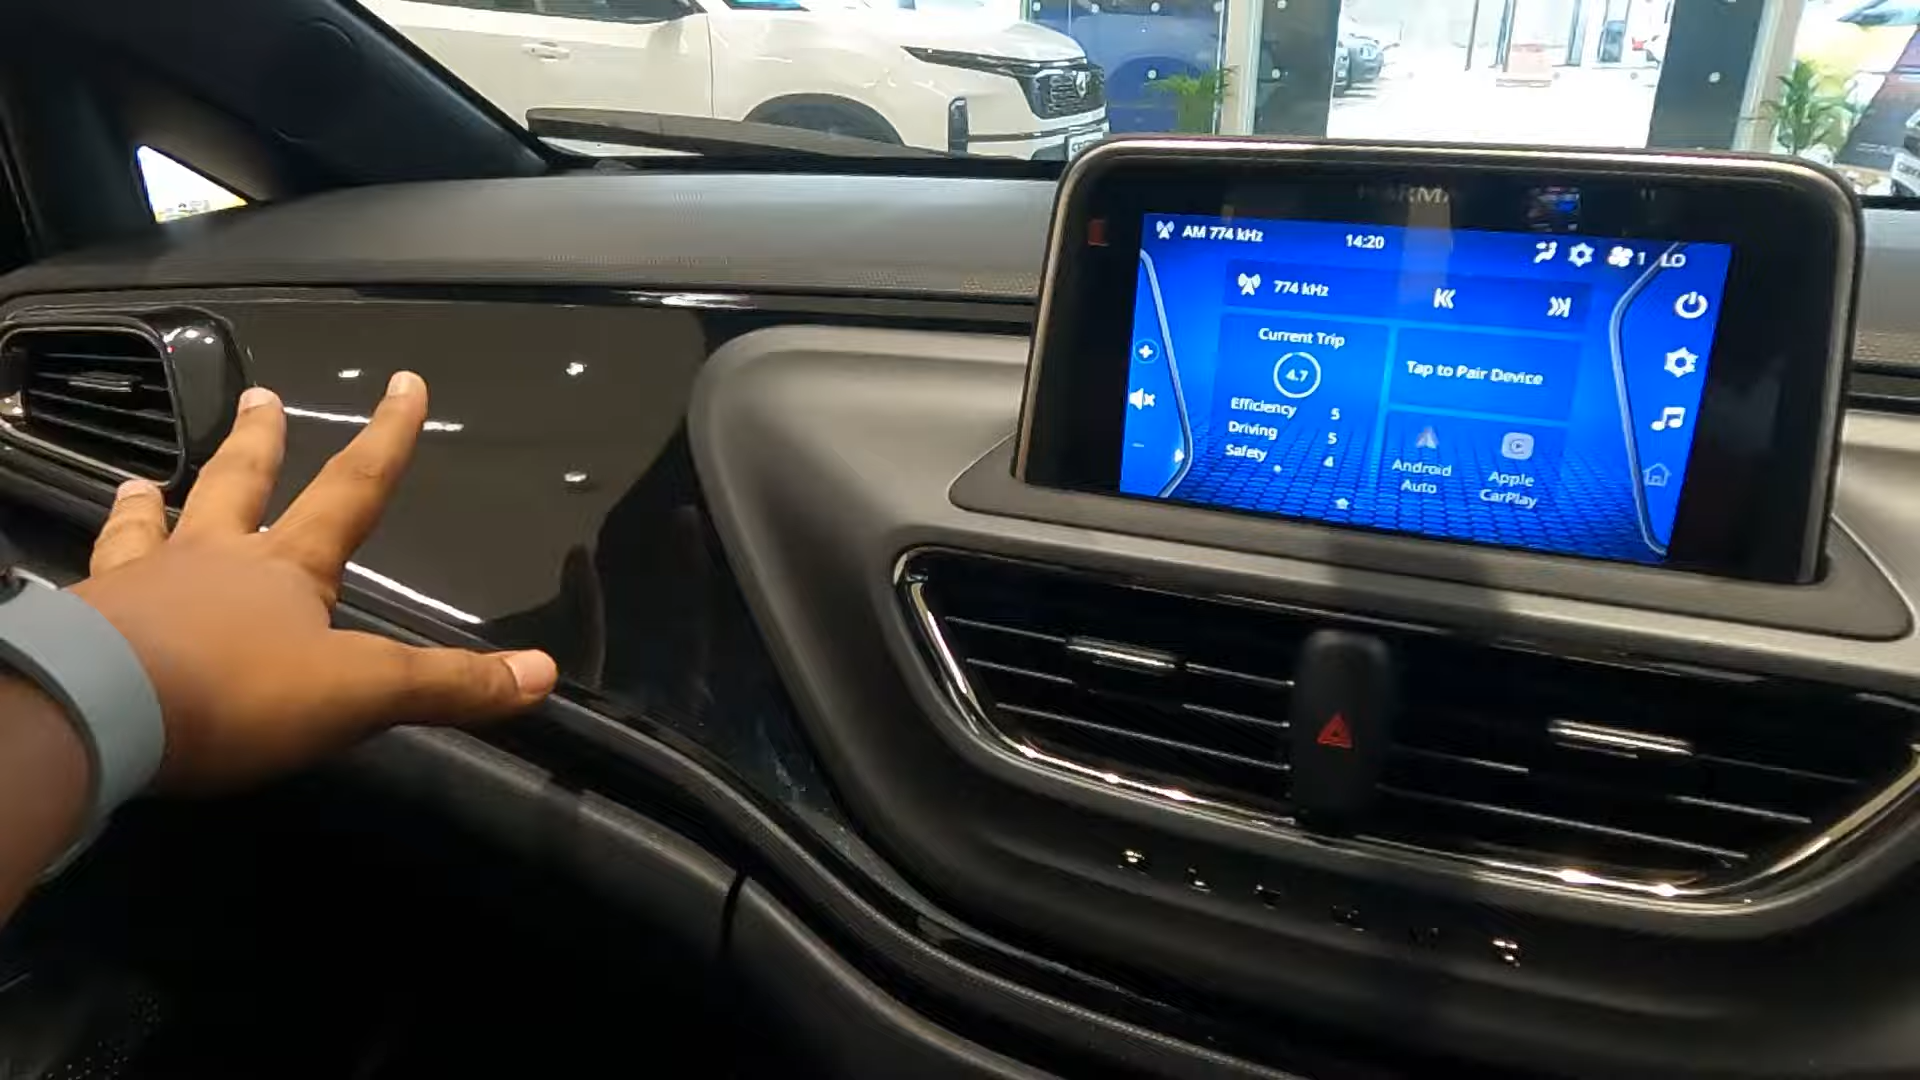 HARMA
AM 774 kHz 14:20 1 LO
774 kHz
Current Trip
4.7
Efficiency 5
Driving 5
Safety 4
Tap to Pair Device
Android Auto
Apple CarPlay